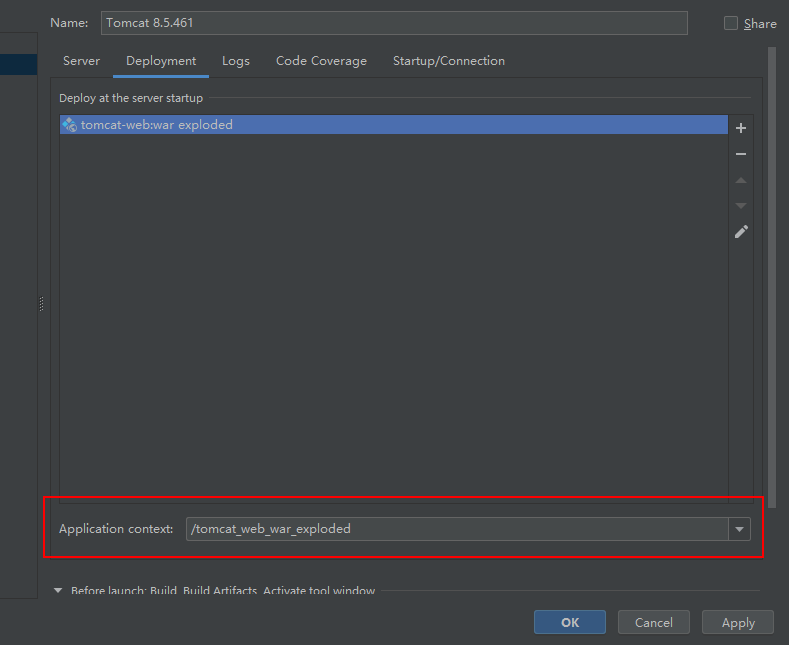 Name: Tomcat 8.5.461 Share
Server Deployment Logs Code Coverage Startup/Connection
Deploy at the server startup
tomcat-web:war exploded
Application context: /tomcat_web_war_exploded
Before launch: Build, Build Artifacts, Activate tool window
OK Cancel Apply